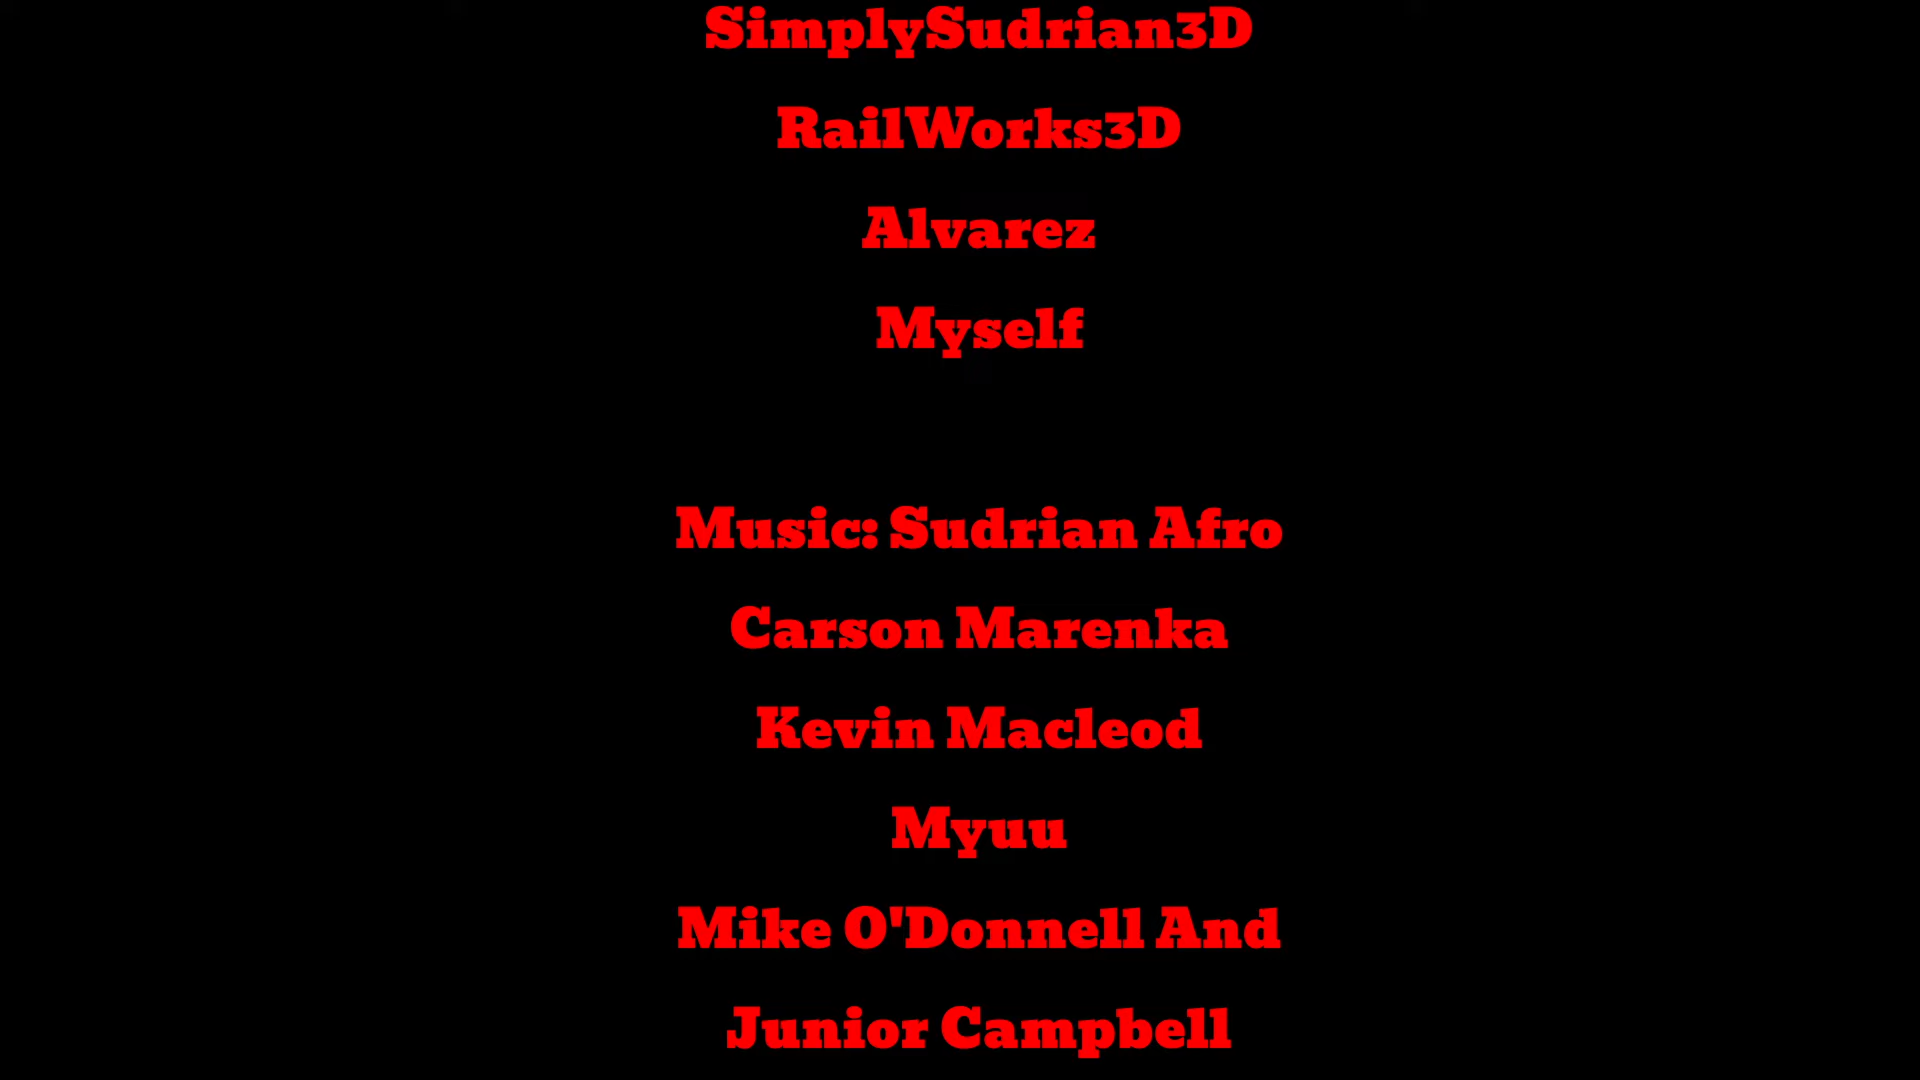 SimplySudrian3D
RailWorks3D
Alvarez
Myself
Music: Sudrian Afro
Carson Marenka
Kevin Macleod
Myuu
Mike O'Donnell And
Junior Campbell